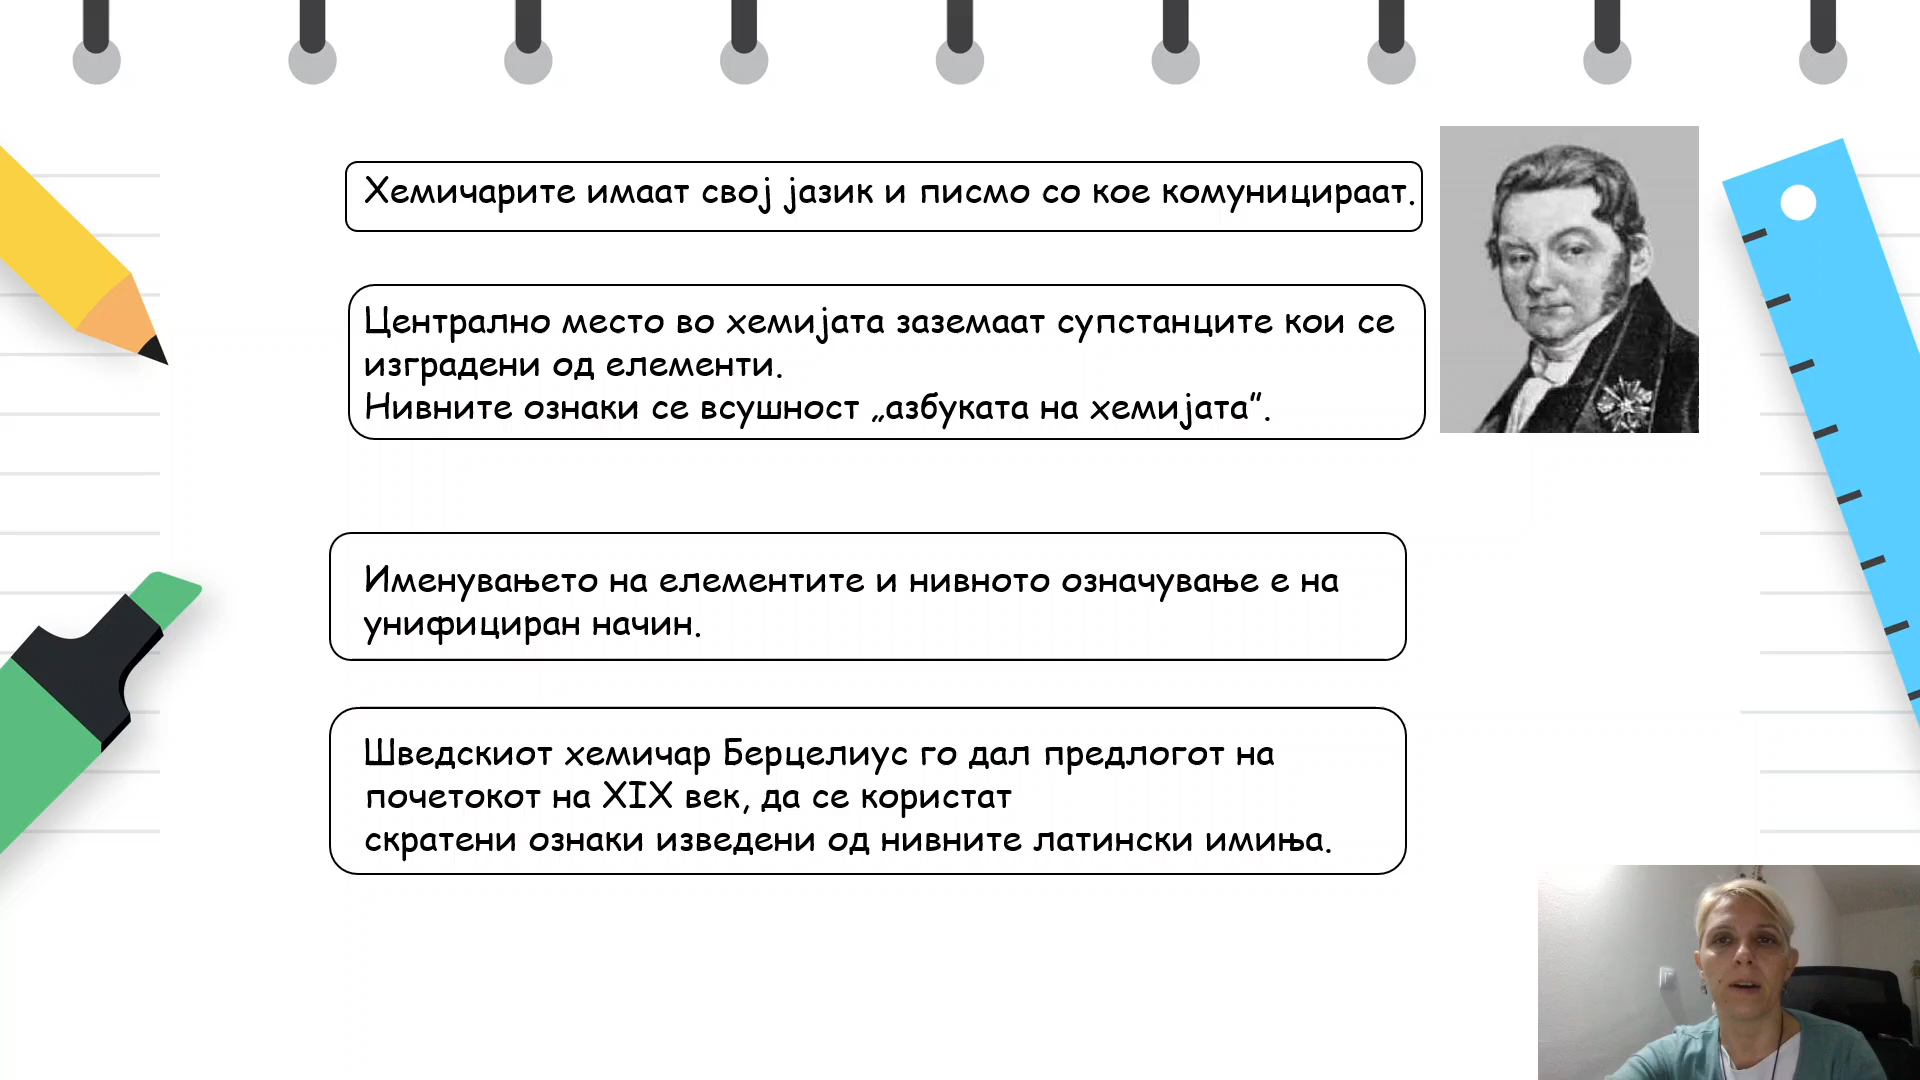 Хемичарите имаат свој јазик и писмо со кое комуницираат.
Централно место во хемијата заземаат супстанците кои се
изградени од елементи.
Нивните ознаки се всушност „азбуката на хемијата”.
Именувањето на елементите и нивното означување е на
унифициран начин.
Шведскиот хемичар Берцелиус го дал предлогот на
почетокот на XIX век, да се користат
скратени ознаки изведени од нивните латински имиња.